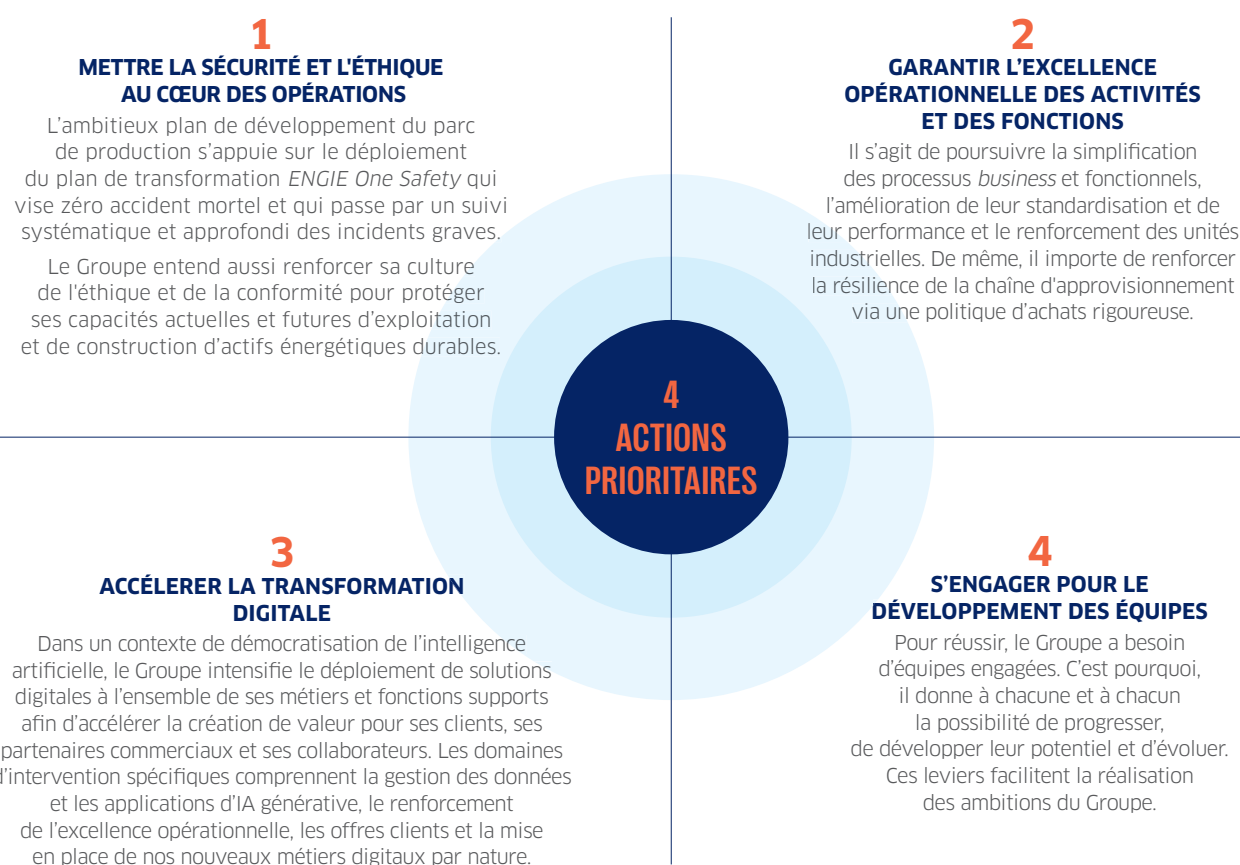 1
METTRE LA SÉCURITÉ ET L'ÉTHIQUE
AU CŒUR DES OPÉRATIONS
L’ambitieux plan de développement du parc
de production s’appuie sur le déploiement
du plan de transformation ENGIE One Safety qui
vise zéro accident mortel et qui passe par un suivi
systématique et approfondi des incidents graves.
Le Groupe entend aussi renforcer sa culture
de l'éthique et de la conformité pour protéger
ses capacités actuelles et futures d’exploitation
et de construction d’actifs énergétiques durables.
2
GARANTIR L’EXCELLENCE
OPÉRATIONNELLE DES ACTIVITÉS
ET DES FONCTIONS
Il s’agit de poursuivre la simplification
des processus business et fonctionnels,
l’amélioration de leur standardisation et de
leur performance et le renforcement des unités
industrielles. De même, il importe de renforcer
la résilience de la chaîne d'approvisionnement
via une politique d’achats rigoureuse.
4
ACTIONS
PRIORITAIRES
3
ACCÉLERER LA TRANSFORMATION
DIGITALE
Dans un contexte de démocratisation de l’intelligence
artificielle, le Groupe intensifie le déploiement de solutions
digitales à l’ensemble de ses métiers et fonctions supports
afin d’accélérer la création de valeur pour ses clients, ses
partenaires commerciaux et ses collaborateurs. Les domaines
d’intervention spécifiques comprennent la gestion des données
et les applications d’IA générative, le renforcement
de l’excellence opérationnelle, les offres clients et la mise
en place de nos nouveaux métiers digitaux par nature.
4
S’ENGAGER POUR LE
DÉVELOPPEMENT DES ÉQUIPES
Pour réussir, le Groupe a besoin
d’équipes engagées. C’est pourquoi,
il donne à chacune et à chacun
la possibilité de progresser,
de développer leur potentiel et d’évoluer.
Ces leviers facilitent la réalisation
des ambitions du Groupe.